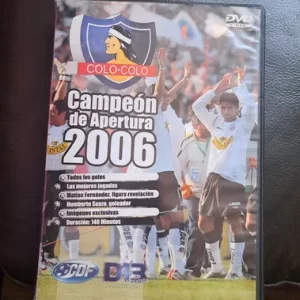 DVD
COLO-COLO
Campeón
de Apertura
2006
Todos los goles
Las mejores jugadas
Matías Fernández, figura revelación
Humberto Suazo, goleador
Imágenes exclusivas
Duración: 140 Minutos
CDF